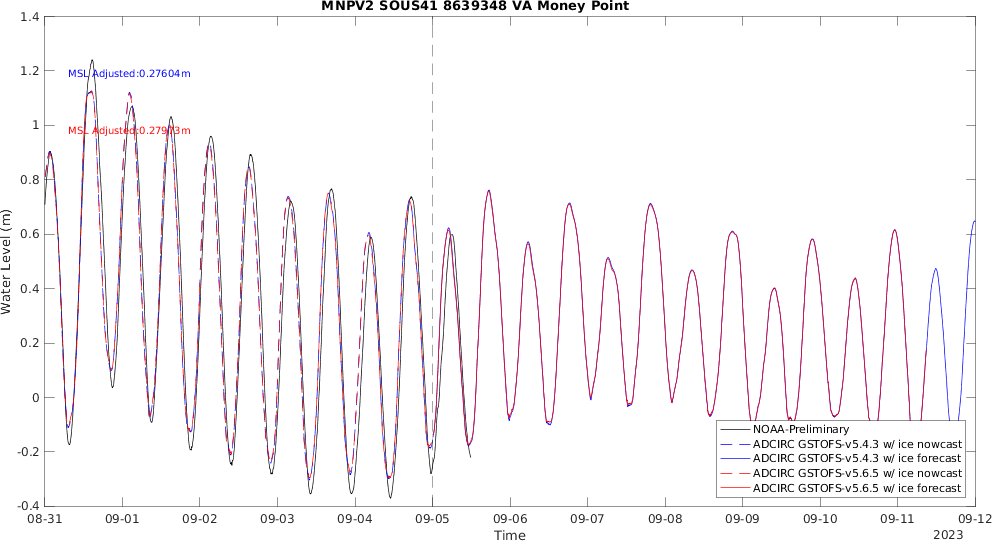 MNPV2 SOUS41 8639348 VA Money Point
1.4
1.2
1
0.8
0.6
0.4
0.2
0
-0.2
-0.4
Water Level (m)
MSL Adjusted:0.27604m
MSL Adjusted:0.27973m
NOAA-Preliminary
ADCIRC GSTOFS-v5.4.3 w/ ice nowcast
ADCIRC GSTOFS-v5.4.3 w/ ice forecast
ADCIRC GSTOFS-v5.6.5 w/ ice nowcast
ADCIRC GSTOFS-v5.6.5 w/ ice forecast
08-31 09-01 09-02 09-03 09-04 09-05 09-06 09-07 09-08 09-09 09-10 09-11 09-12
Time
2023